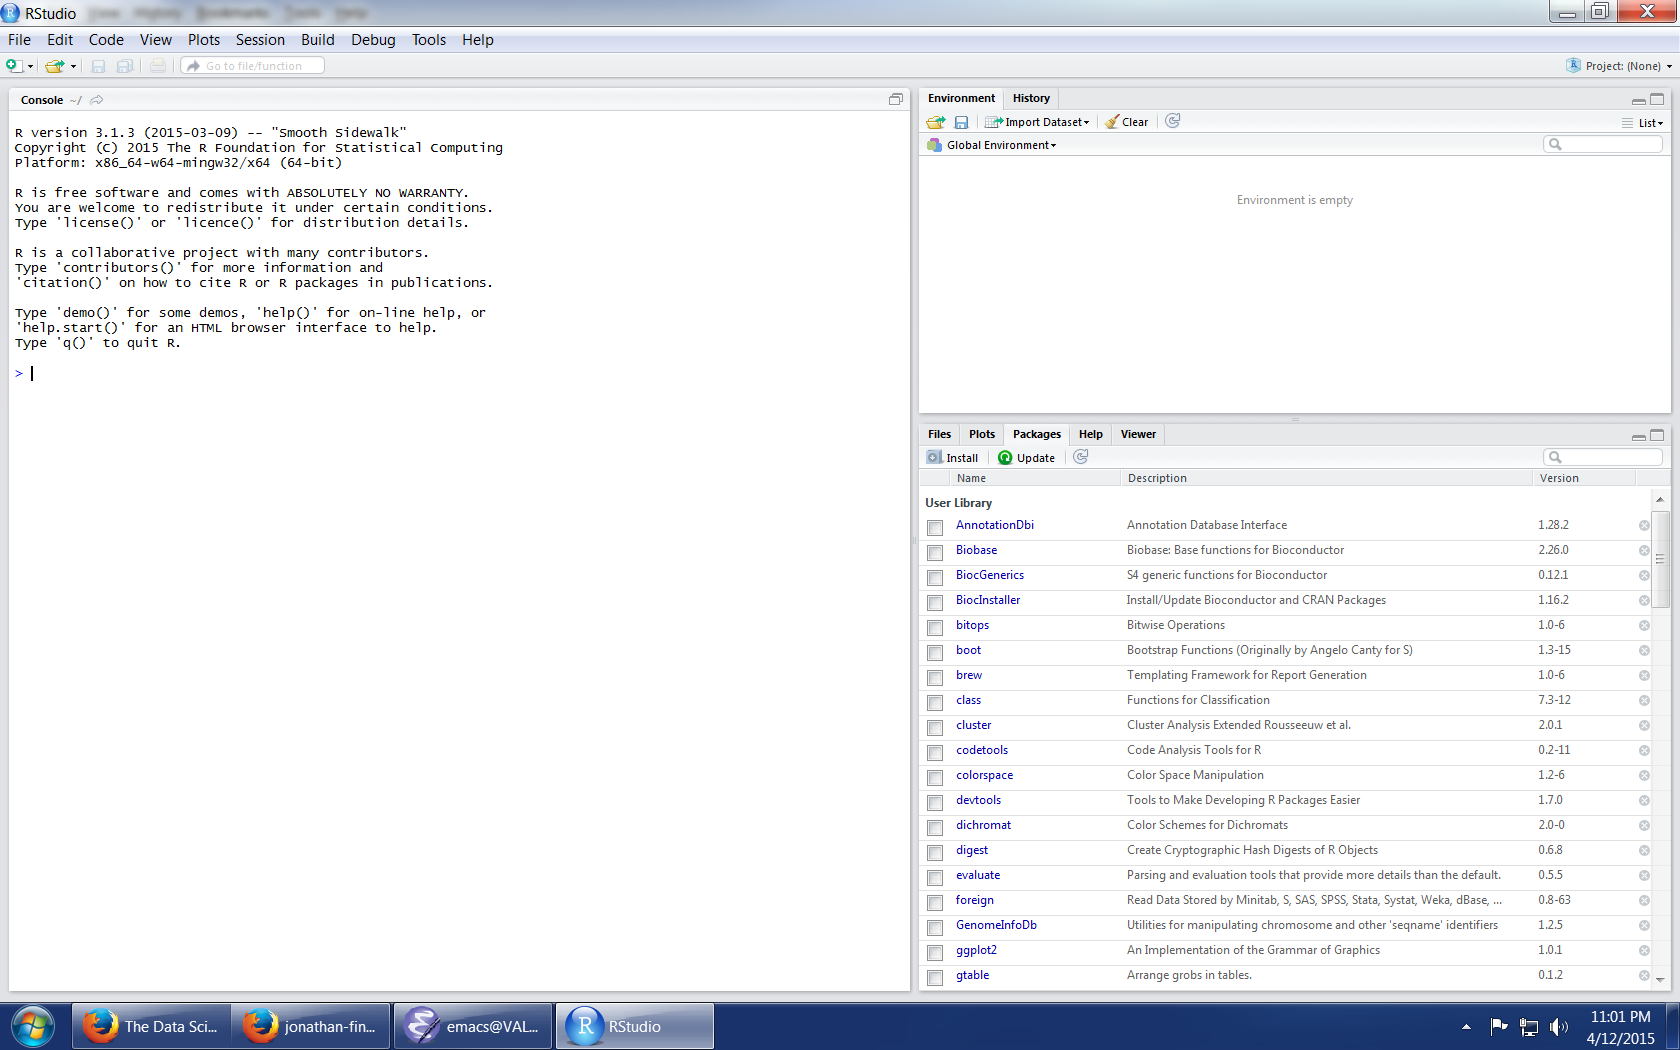 RStudio View History Bookmarks Tools Help
File Edit Code View Plots Session Build Debug Tools Help
Go to file/function
Project: (None)
Console ~/
R version 3.1.3 (2015-03-09) -- "Smooth Sidewalk"
Copyright (C) 2015 The R Foundation for Statistical Computing
Platform: x86_64-w64-mingw32/x64 (64-bit)
R is free software and comes with ABSOLUTELY NO WARRANTY.
You are welcome to redistribute it under certain conditions.
Type 'license()' or 'licence()' for distribution details.
R is a collaborative project with many contributors.
Type 'contributors()' for more information and
'citation()' on how to cite R or R packages in publications.
Type 'demo()' for some demos, 'help()' for on-line help, or
'help.start()' for an HTML browser interface to help.
Type 'q()' to quit R.
>
Environment History
Import Dataset Clear List
Global Environment
Environment is empty
Files Plots Packages Help Viewer
Install Update
Name Description Version
User Library
AnnotationDbi Annotation Database Interface 1.28.2
Biobase Biobase: Base functions for Bioconductor 2.26.0
BiocGenerics S4 generic functions for Bioconductor 0.12.1
BiocInstaller Install/Update Bioconductor and CRAN Packages 1.16.2
bitops Bitwise Operations 1.0-6
boot Bootstrap Functions (Originally by Angelo Canty for S) 1.3-15
brew Templating Framework for Report Generation 1.0-6
class Functions for Classification 7.3-12
cluster Cluster Analysis Extended Rousseeuw et al. 2.0.1
codetools Code Analysis Tools for R 0.2-11
colorspace Color Space Manipulation 1.2-6
devtools Tools to Make Developing R Packages Easier 1.7.0
dichromat Color Schemes for Dichromats 2.0-0
digest Create Cryptographic Hash Digests of R Objects 0.6.8
evaluate Parsing and evaluation tools that provide more details than the default. 0.5.5
foreign Read Data Stored by Minitab, S, SAS, SPSS, Stata, Systat, Weka, dBase, ... 0.8-63
GenomeInfoDb Utilities for manipulating chromosome and other 'seqname' identifiers 1.2.5
ggplot2 An Implementation of the Grammar of Graphics 1.0.1
gtable Arrange grobs in tables. 0.1.2
The Data Sci... jonathan-fin... emacs@VAL... RStudio
11:01 PM
4/12/2015